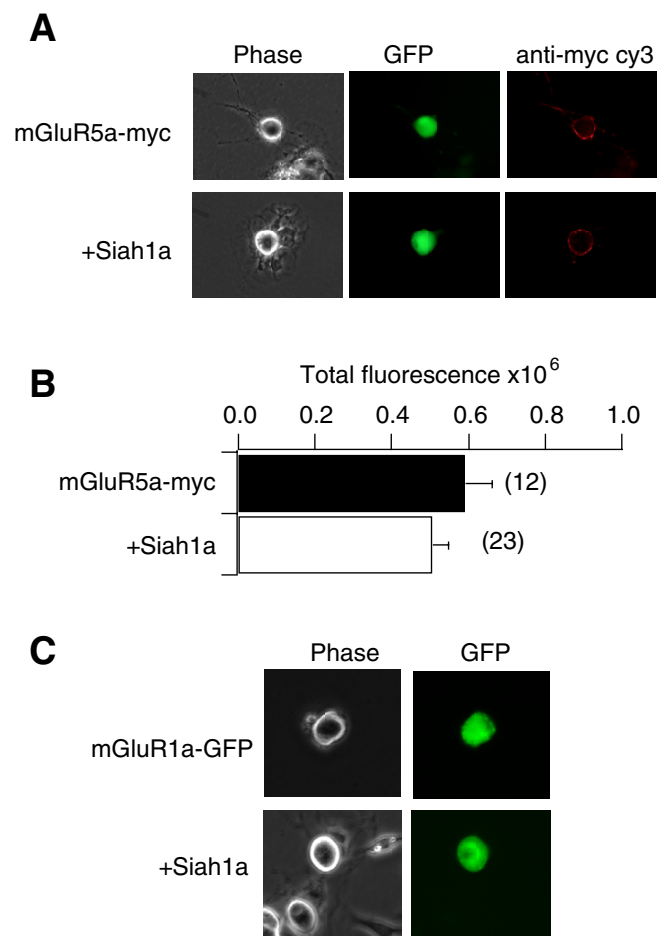 A
Phase GFP anti-myc cy3
mGluR5a-myc
+Siah1a
B
Total fluorescence x10^6
0.0 0.2 0.4 0.6 0.8 1.0
mGluR5a-myc (12)
+Siah1a (23)
C
Phase GFP
mGluR1a-GFP
+Siah1a